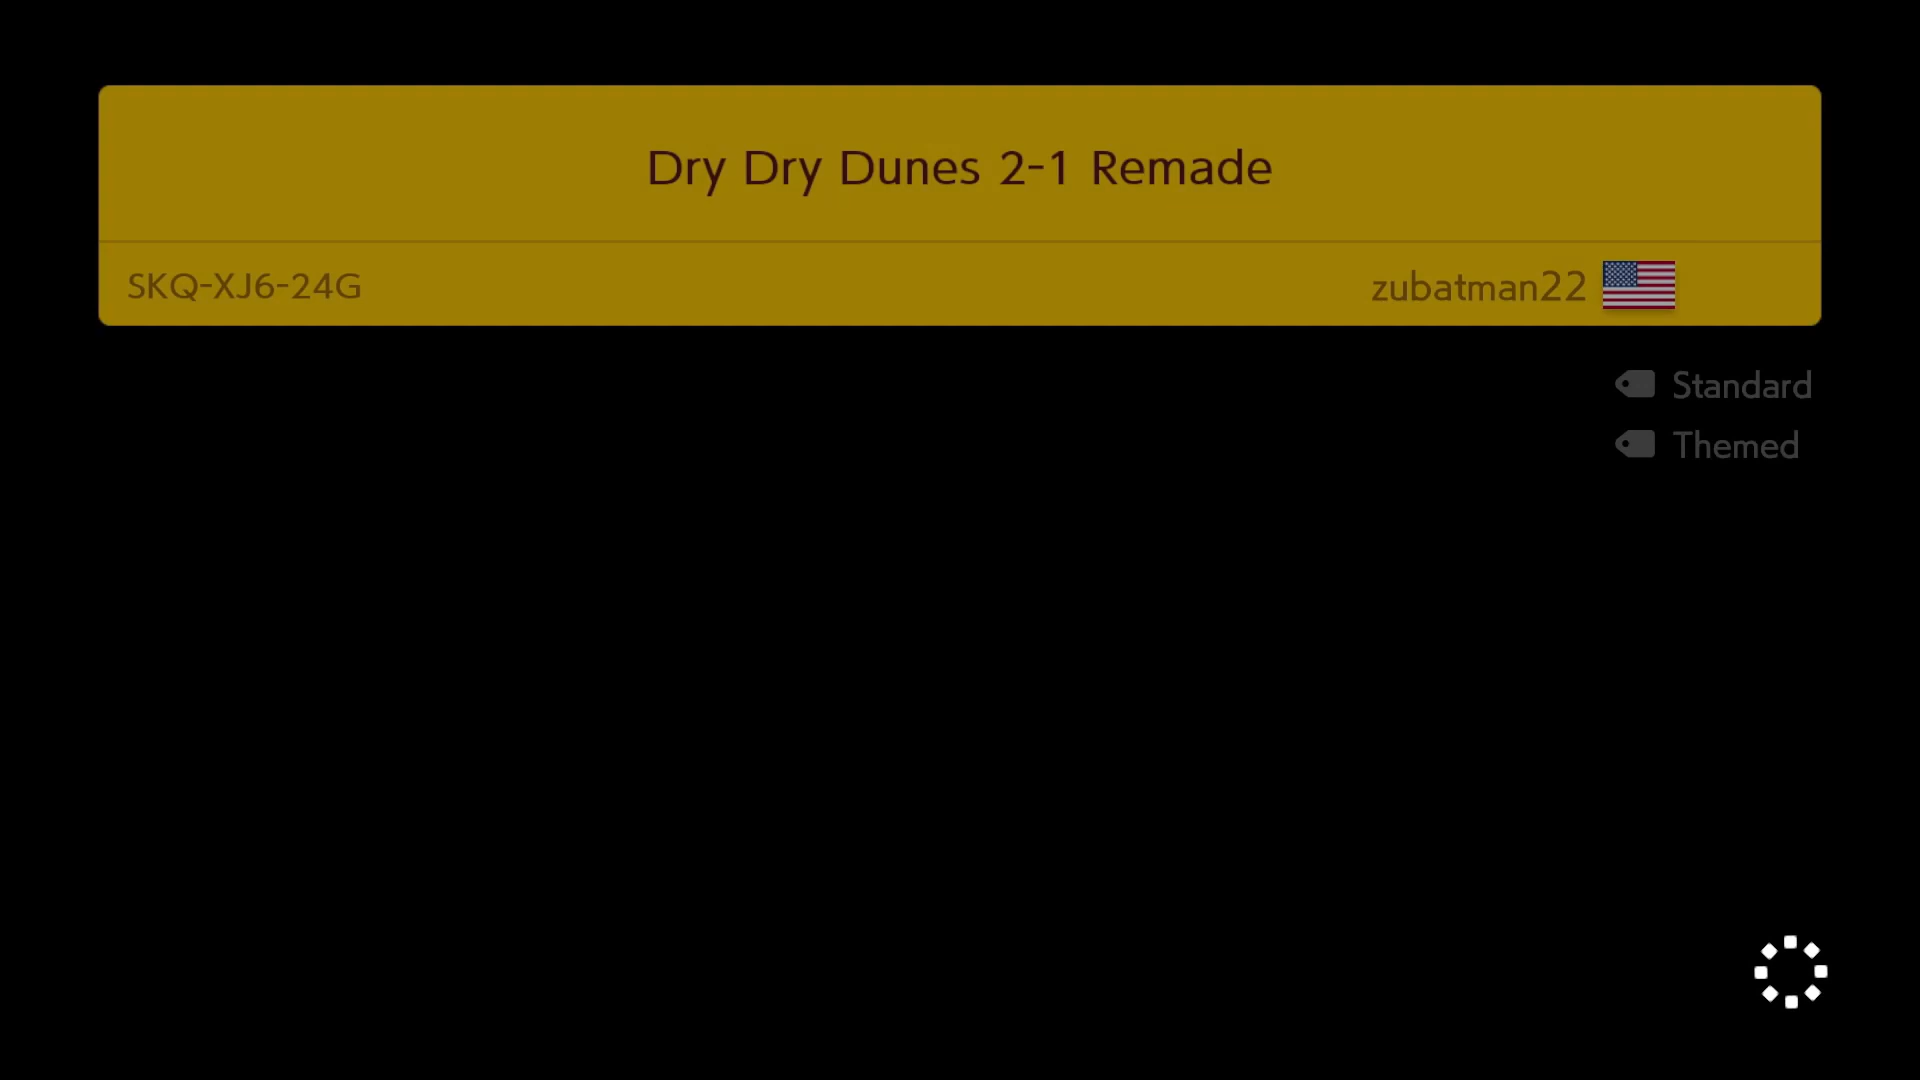 Dry Dry Dunes 2-1 Remade
SKQ-XJ6-24G
zubatman22
Standard
Themed